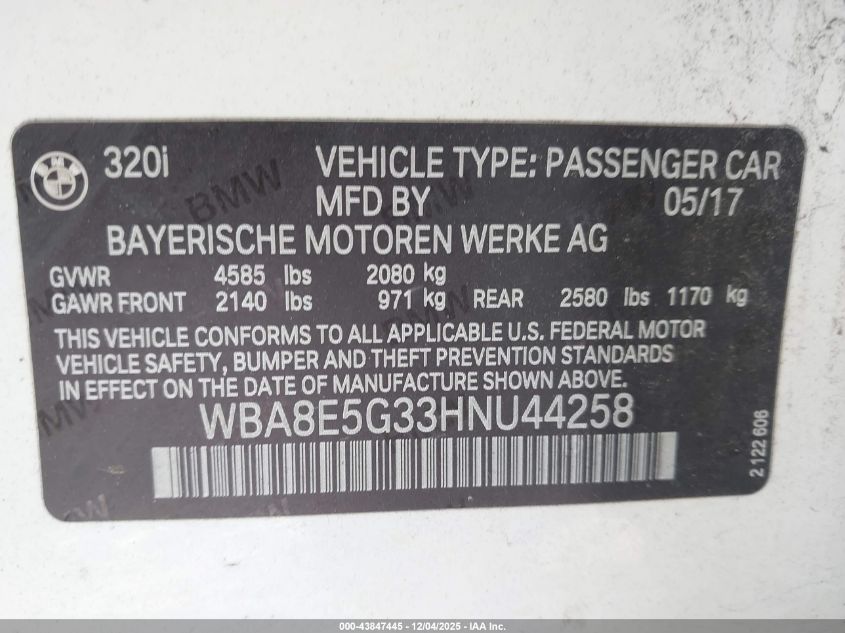 BMW 320i VEHICLE TYPE: PASSENGER CAR
MFD BY 05/17
BAYERISCHE MOTOREN WERKE AG
GVWR 4585 lbs 2080 kg
GAWR FRONT 2140 lbs 971 kg REAR 2580 lbs 1170 kg
THIS VEHICLE CONFORMS TO ALL APPLICABLE U.S. FEDERAL MOTOR
VEHICLE SAFETY, BUMPER AND THEFT PREVENTION STANDARDS
IN EFFECT ON THE DATE OF MANUFACTURE SHOWN ABOVE.
WBA8E5G33HNU44258
2 122 606
000-43847445 - 12/04/2025 - IAA Inc.